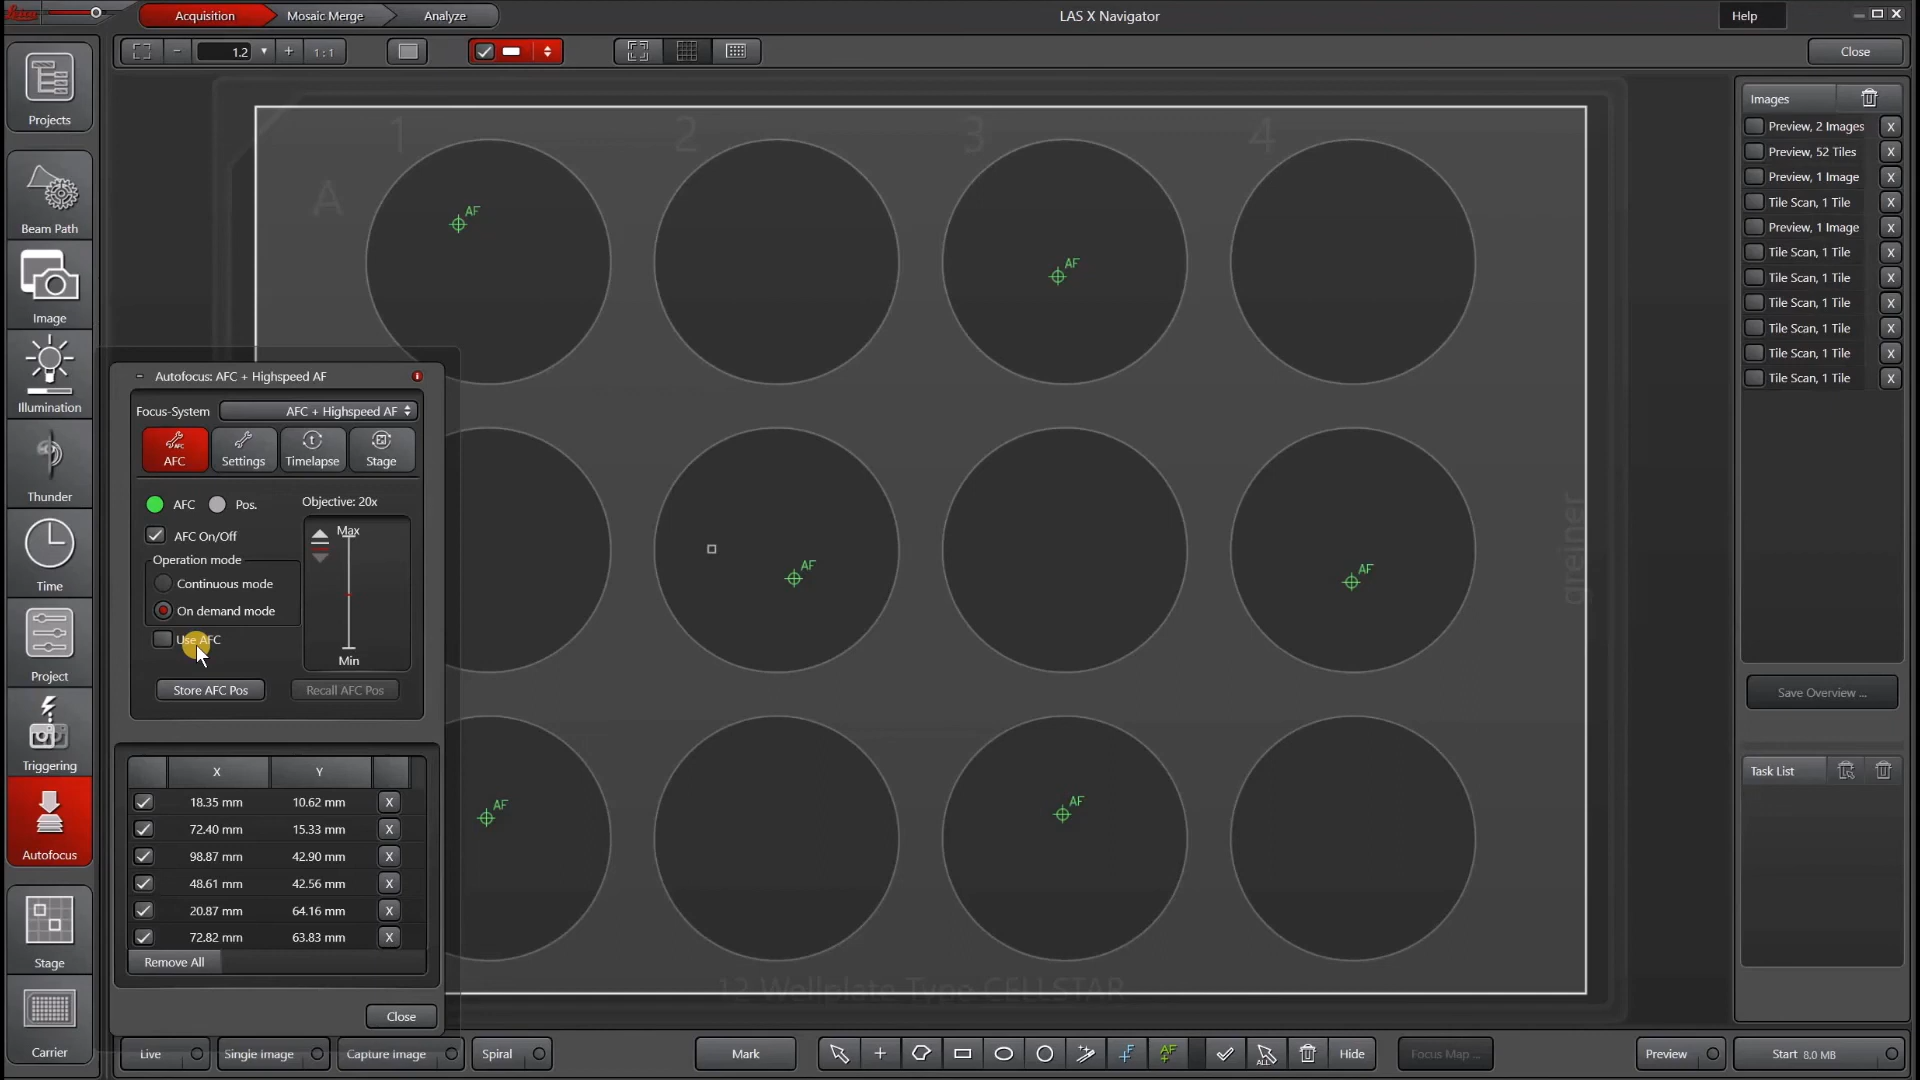 Acquisition
Mosaic Merge
Analyze
LAS X Navigator
Help
1.2
1:1
Close
Projects
Beam Path
Image
Illumination
Thunder
Time
Project
Triggering
Autofocus
Stage
Carrier
1
2
3
4
A
AF
AF
AF
AF
AF
AF
greiner
12 Wellplate Type CELLSTAR
Autofocus: AFC + Highspeed AF
Focus-System
AFC + Highspeed AF
AFC
Settings
Timelapse
Stage
AFC
Pos.
Objective: 20x
AFC On/Off
Max
Operation mode
Continuous mode
On demand mode
Use AFC
Min
Store AFC Pos
Recall AFC Pos
X Y
18.35 mm 10.62 mm X
72.40 mm 15.33 mm X
98.87 mm 42.90 mm X
48.61 mm 42.56 mm X
20.87 mm 64.16 mm X
72.82 mm 63.83 mm X
Remove All
Close
Images
Preview, 2 Images X
Preview, 52 Tiles X
Preview, 1 Image X
Tile Scan, 1 Tile X
Preview, 1 Image X
Tile Scan, 1 Tile X
Tile Scan, 1 Tile X
Tile Scan, 1 Tile X
Tile Scan, 1 Tile X
Tile Scan, 1 Tile X
Tile Scan, 1 Tile X
Save Overview ...
Task List
Live
Single image
Capture image
Spiral
Mark
F
AF
ALL
Hide
Focus Map ...
Preview
Start 8.0 MB